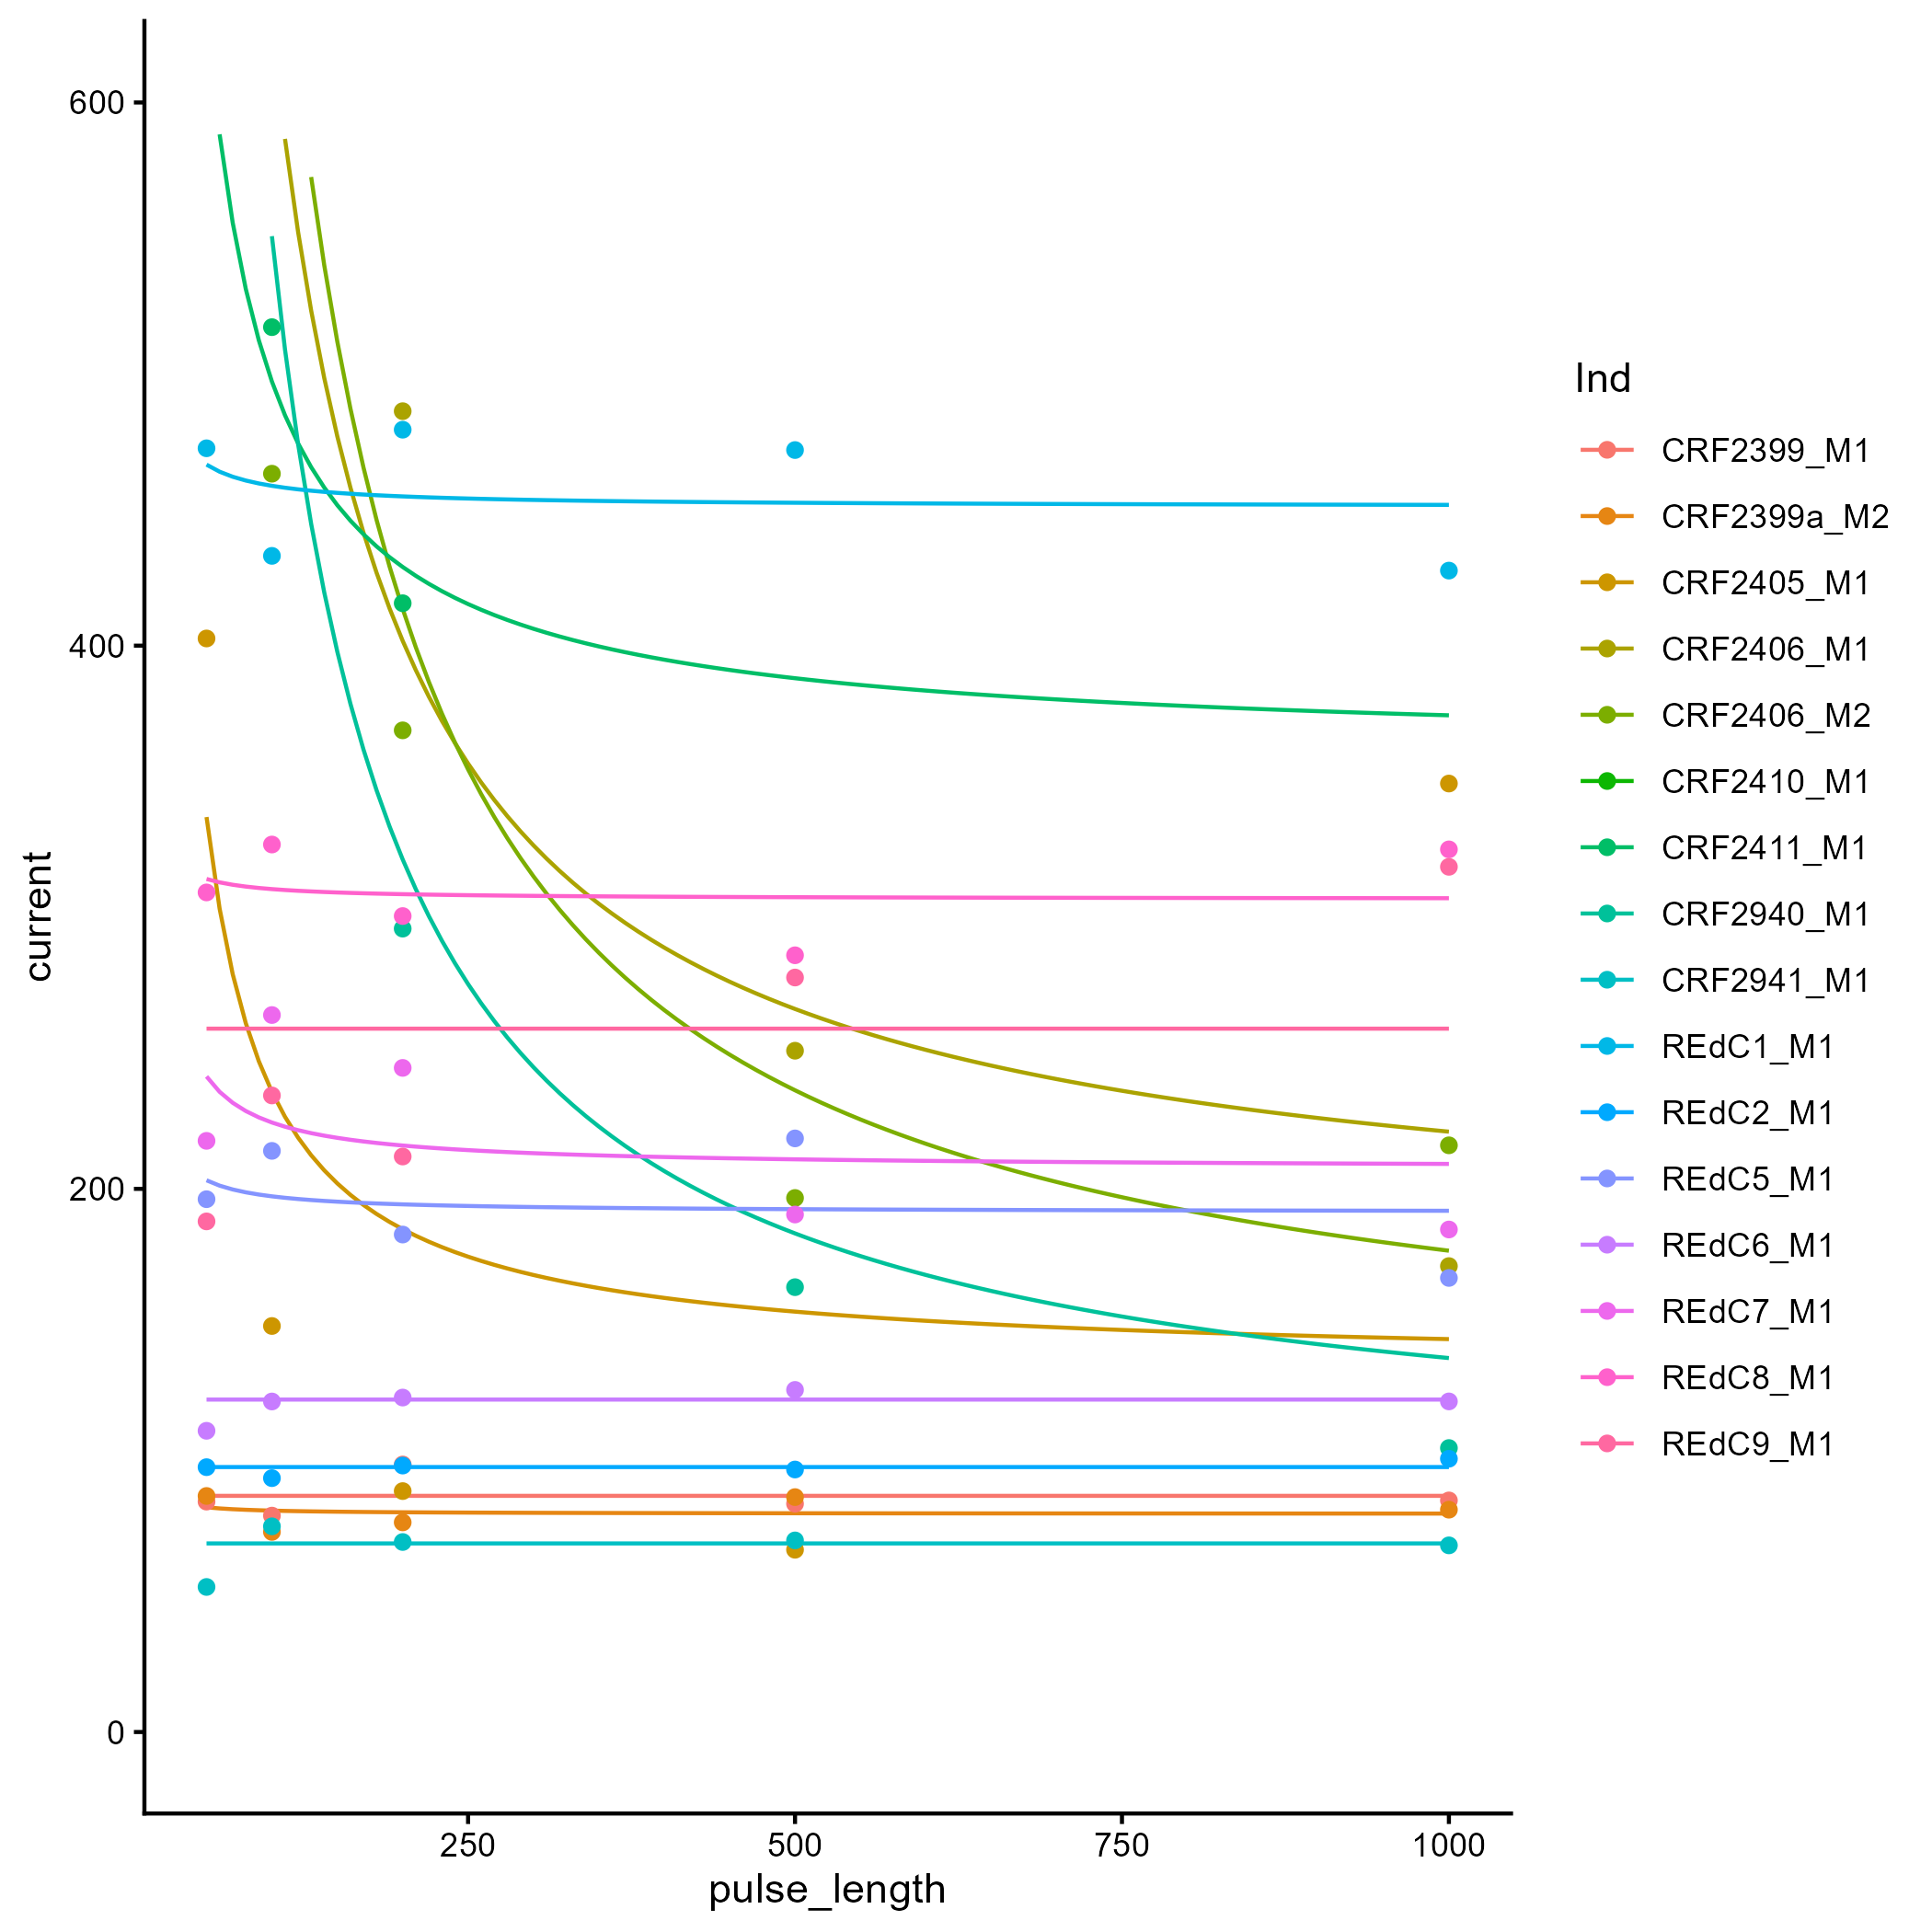 600
400
200
0
current
250
500
750
1000
pulse_length
Ind
CRF2399_M1
CRF2399a_M2
CRF2405_M1
CRF2406_M1
CRF2406_M2
CRF2410_M1
CRF2411_M1
CRF2940_M1
CRF2941_M1
REdC1_M1
REdC2_M1
REdC5_M1
REdC6_M1
REdC7_M1
REdC8_M1
REdC9_M1